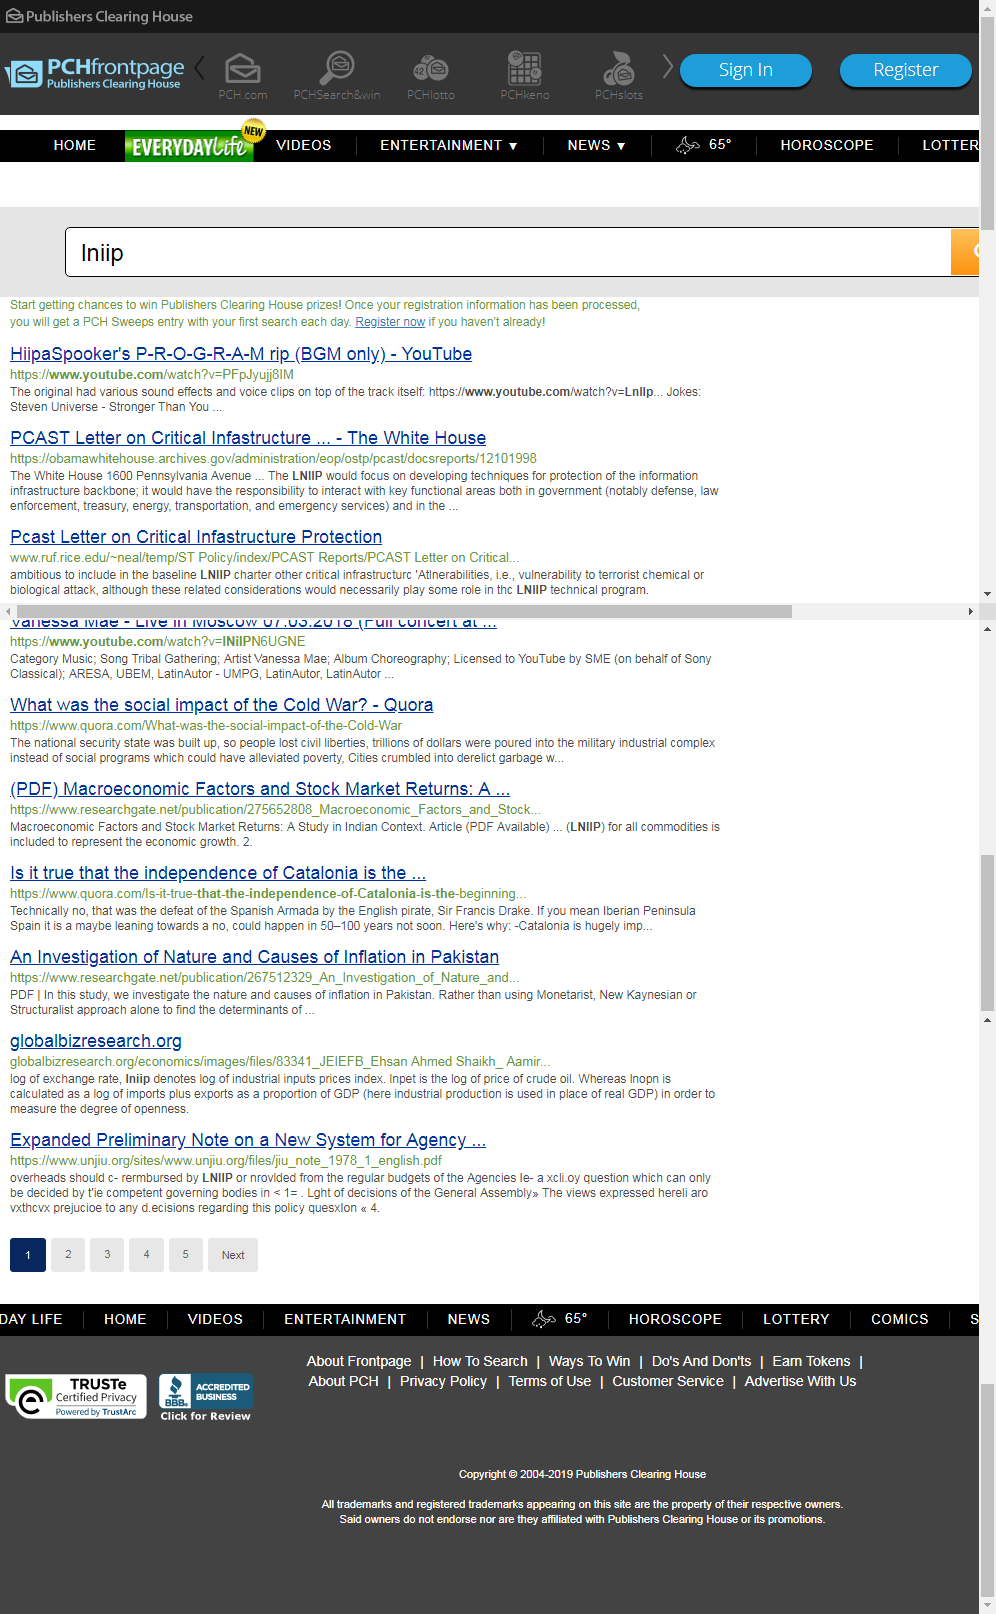 Publishers Clearing House
PCHfrontpage
Publishers Clearing House
PCH.com
PCHSearch&win
PCHlotto
PCHkeno
PCHslots
Sign In
Register
HOME
EVERYDAY Life
NEW
VIDEOS
ENTERTAINMENT ▼
NEWS ▼
65°
HOROSCOPE
LOTTER
lniip
Start getting chances to win Publishers Clearing House prizes! Once your registration information has been processed,
you will get a PCH Sweeps entry with your first search each day. Register now if you haven't already!
HiipaSpooker's P-R-O-G-R-A-M rip (BGM only) - YouTube
https://www.youtube.com/watch?v=PFpJyujj8IM
The original had various sound effects and voice clips on top of the track itself: https://www.youtube.com/watch?v=LnIip... Jokes:
Steven Universe - Stronger Than You ...
PCAST Letter on Critical Infastructure ... - The White House
https://obamawhitehouse.archives.gov/administration/eop/ostp/pcast/docsreports/12101998
The White House 1600 Pennsylvania Avenue ... The LNIIP would focus on developing techniques for protection of the information
infrastructure backbone; it would have the responsibility to interact with key functional areas both in government (notably defense, law
enforcement, treasury, energy, transportation, and emergency services) and in the ...
Pcast Letter on Critical Infastructure Protection
www.ruf.rice.edu/~neal/temp/ST Policy/index/PCAST Reports/PCAST Letter on Critical...
ambitious to include in the baseline LNIIP charter other critical infrastructurc 'Atlnerabilities, i.e., vulnerability to terrorist chemical or
biological attack, although these related considerations would necessarily play some role in thc LNIIP technical program.
Vanessa Mae - Live in Moscow 07.03.2018 (Full concert at ...
https://www.youtube.com/watch?v=lNiIPN6UGNE
Category Music; Song Tribal Gathering; Artist Vanessa Mae; Album Choreography; Licensed to YouTube by SME (on behalf of Sony
Classical); ARESA, UBEM, LatinAutor - UMPG, LatinAutor, LatinAutor ...
What was the social impact of the Cold War? - Quora
https://www.quora.com/What-was-the-social-impact-of-the-Cold-War
The national security state was built up, so people lost civil liberties, trillions of dollars were poured into the military industrial complex
instead of social programs which could have alleviated poverty, Cities crumbled into derelict garbage w...
(PDF) Macroeconomic Factors and Stock Market Returns: A ...
https://www.researchgate.net/publication/275652808_Macroeconomic_Factors_and_Stock...
Macroeconomic Factors and Stock Market Returns: A Study in Indian Context. Article (PDF Available) ... (LNIIP) for all commodities is
included to represent the economic growth. 2.
Is it true that the independence of Catalonia is the ...
https://www.quora.com/Is-it-true-that-the-independence-of-Catalonia-is-the-beginning...
Technically no, that was the defeat of the Spanish Armada by the English pirate, Sir Francis Drake. If you mean Iberian Peninsula
Spain it is a maybe leaning towards a no, could happen in 50–100 years not soon. Here's why: -Catalonia is hugely imp...
An Investigation of Nature and Causes of Inflation in Pakistan
https://www.researchgate.net/publication/267512329_An_Investigation_of_Nature_and...
PDF | In this study, we investigate the nature and causes of inflation in Pakistan. Rather than using Monetarist, New Kaynesian or
Structuralist approach alone to find the determinants of ...
globalbizresearch.org
globalbizresearch.org/economics/images/files/83341_JEIEFB_Ehsan Ahmed Shaikh_ Aamir...
log of exchange rate, lniip denotes log of industrial inputs prices index. lnpet is the log of price of crude oil. Whereas lnopn is
calculated as a log of imports plus exports as a proportion of GDP (here industrial production is used in place of real GDP) in order to
measure the degree of openness.
Expanded Preliminary Note on a New System for Agency ...
https://www.unjiu.org/sites/www.unjiu.org/files/jiu_note_1978_1_english.pdf
overheads should c- rermbursed by LNIIP or nrovlded from the regular budgets of the Agencies le- a xcli.oy question which can only
be decided by t'ie competent governing bodies in < 1= . Lght of decisions of the General Assembly» The views expressed hereli aro
vxthcvx prejucioe to any d.ecisions regarding this policy quesxlon « 4.
1 2 3 4 5 Next
DAY LIFE
HOME
VIDEOS
ENTERTAINMENT
NEWS
65°
HOROSCOPE
LOTTERY
COMICS
S
About Frontpage | How To Search | Ways To Win | Do's And Don'ts | Earn Tokens |
About PCH | Privacy Policy | Terms of Use | Customer Service | Advertise With Us
TRUSTe
Certified Privacy
Powered by TrustArc
BBB
ACCREDITED
BUSINESS
Click for Review
Copyright © 2004-2019 Publishers Clearing House
All trademarks and registered trademarks appearing on this site are the property of their respective owners.
Said owners do not endorse nor are they affiliated with Publishers Clearing House or its promotions.